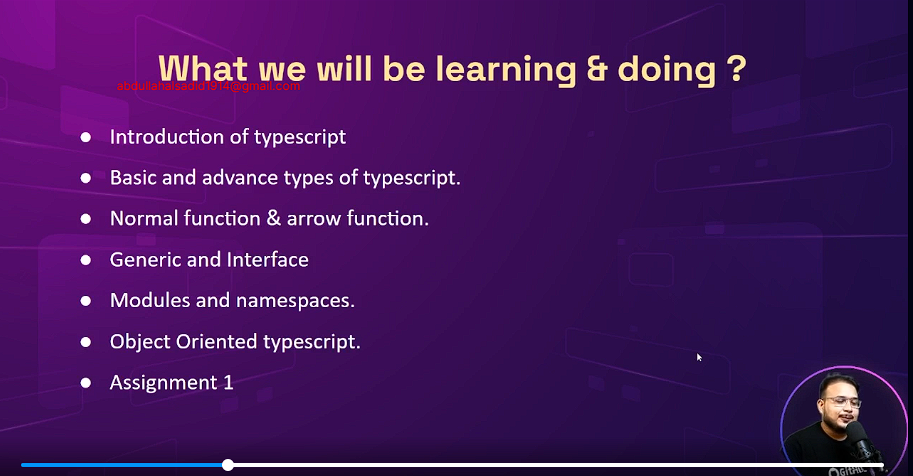 What we will be learning & doing ?
abdullahalsadid1914@gmail.com
● Introduction of typescript
● Basic and advance types of typescript.
● Normal function & arrow function.
● Generic and Interface
● Modules and namespaces.
● Object Oriented typescript.
● Assignment 1